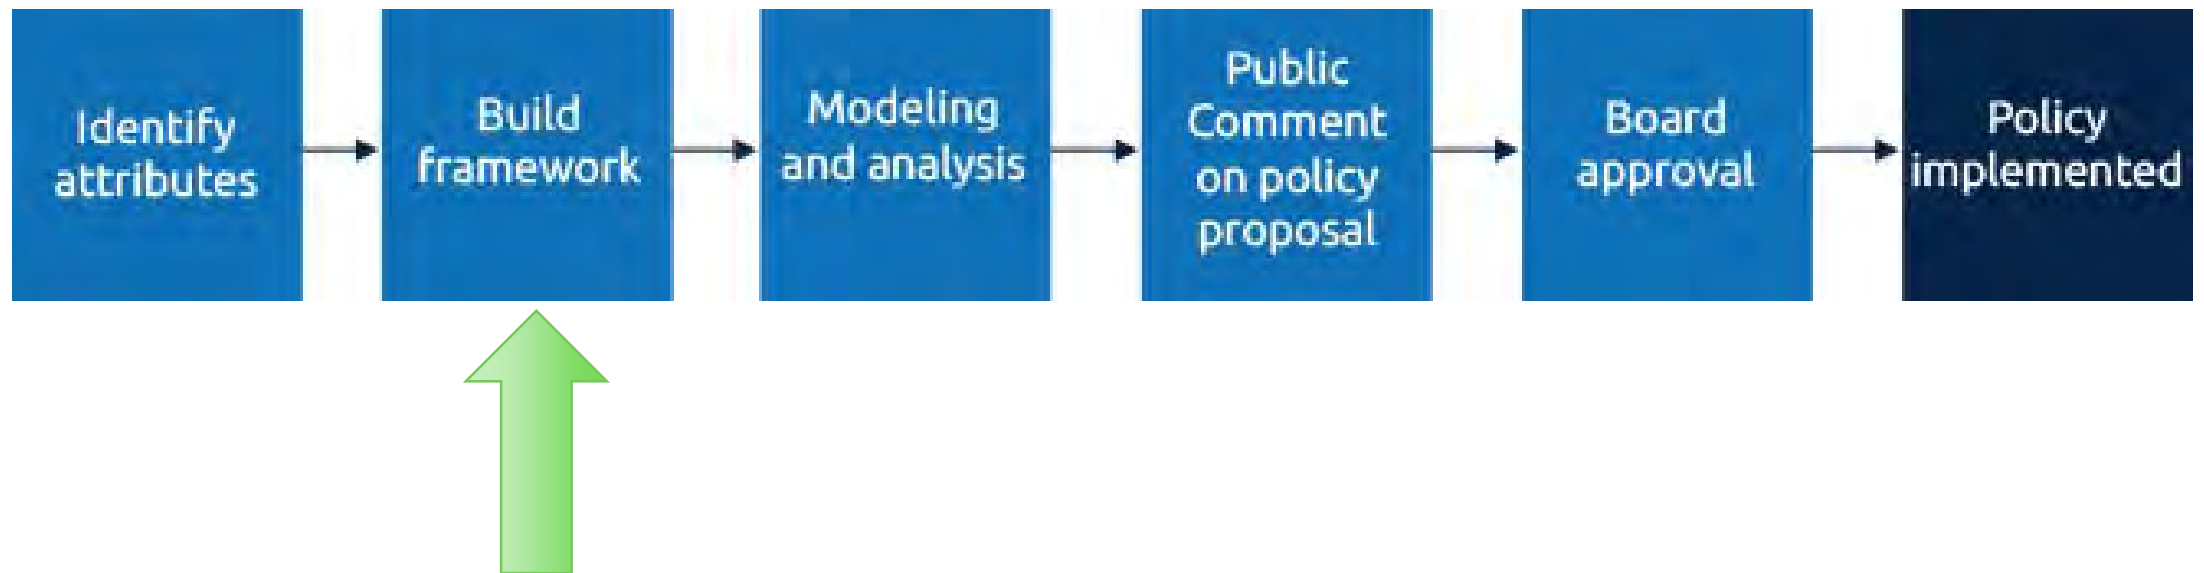 Identify
attributes
Build
framework
Modeling
and analysis
Public
Comment
on policy
proposal
Board
approval
Policy
implemented